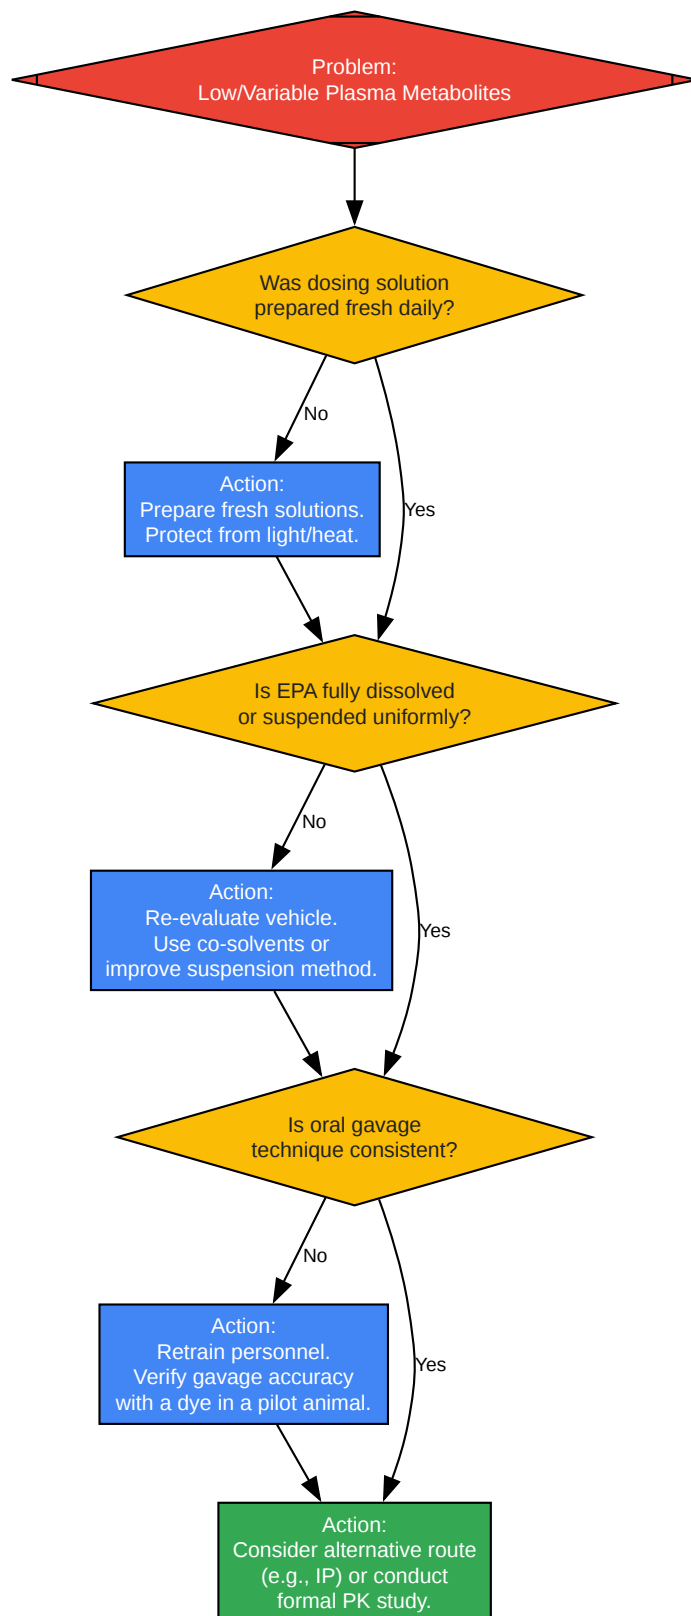 Problem:
Low/Variable Plasma Metabolites
Was dosing solution
prepared fresh daily?
No
Action:
Prepare fresh solutions.
Protect from light/heat.
Yes
Is EPA fully dissolved
or suspended uniformly?
No
Action:
Re-evaluate vehicle.
Use co-solvents or
improve suspension method.
Yes
Is oral gavage
technique consistent?
No
Action:
Retrain personnel.
Verify gavage accuracy
with a dye in a pilot animal.
Yes
Action:
Consider alternative route
(e.g., IP) or conduct
formal PK study.